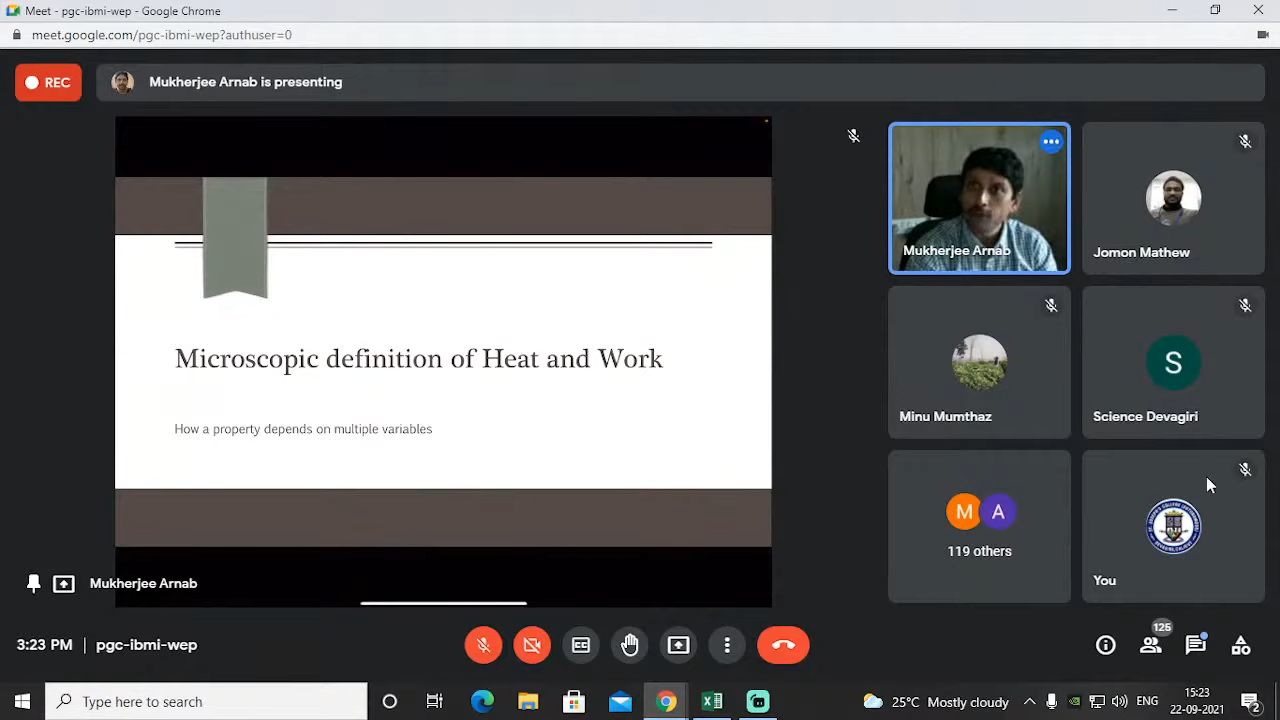 Meet - pgc-ibmi-wep - Google Chrome
meet.google.com/pgc-ibmi-wep?authuser=0
REC
Mukherjee Arnab is presenting
Mukherjee Arnab
Jomon Mathew
Microscopic definition of Heat and Work
How a property depends on multiple variables
Minu Mumthaz
S
Science Devagiri
M A
119 others
You
Mukherjee Arnab
3:23 PM | pgc-ibmi-wep
CC
125
Type here to search
25°C Mostly cloudy
ENG
15:23
22-09-2021
2